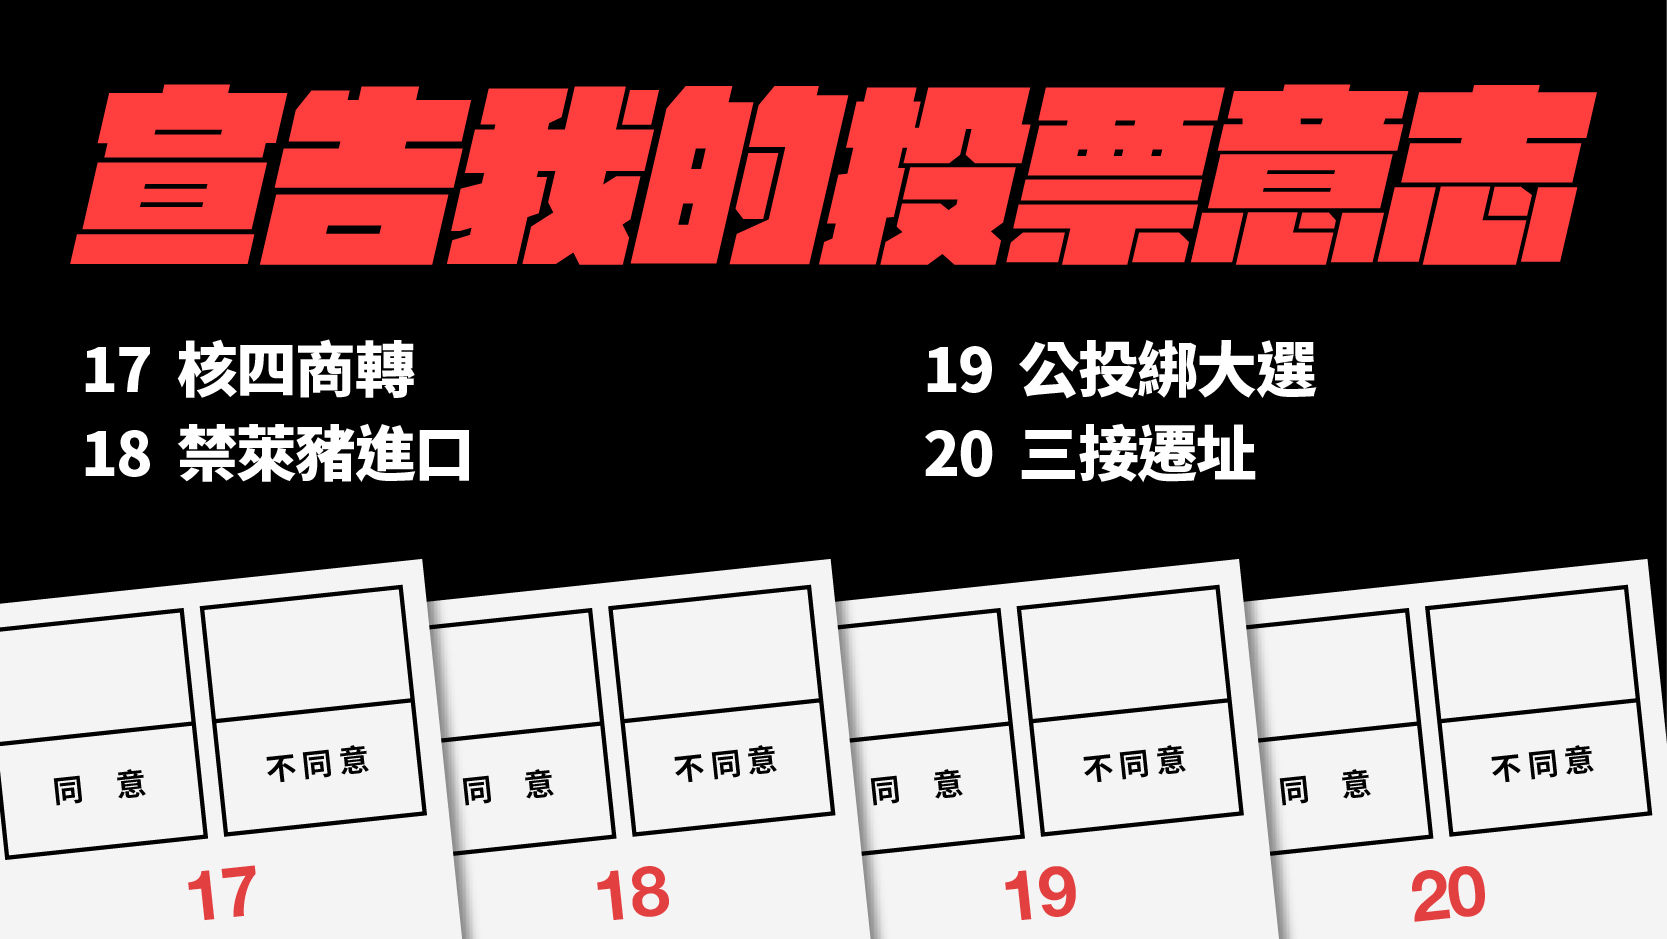 宣告我的投票意志
17 核四商轉
18 禁萊豬進口
19 公投綁大選
20 三接遷址
同 意
不同意
17
同 意
不同意
18
同 意
不同意
19
同 意
不同意
20